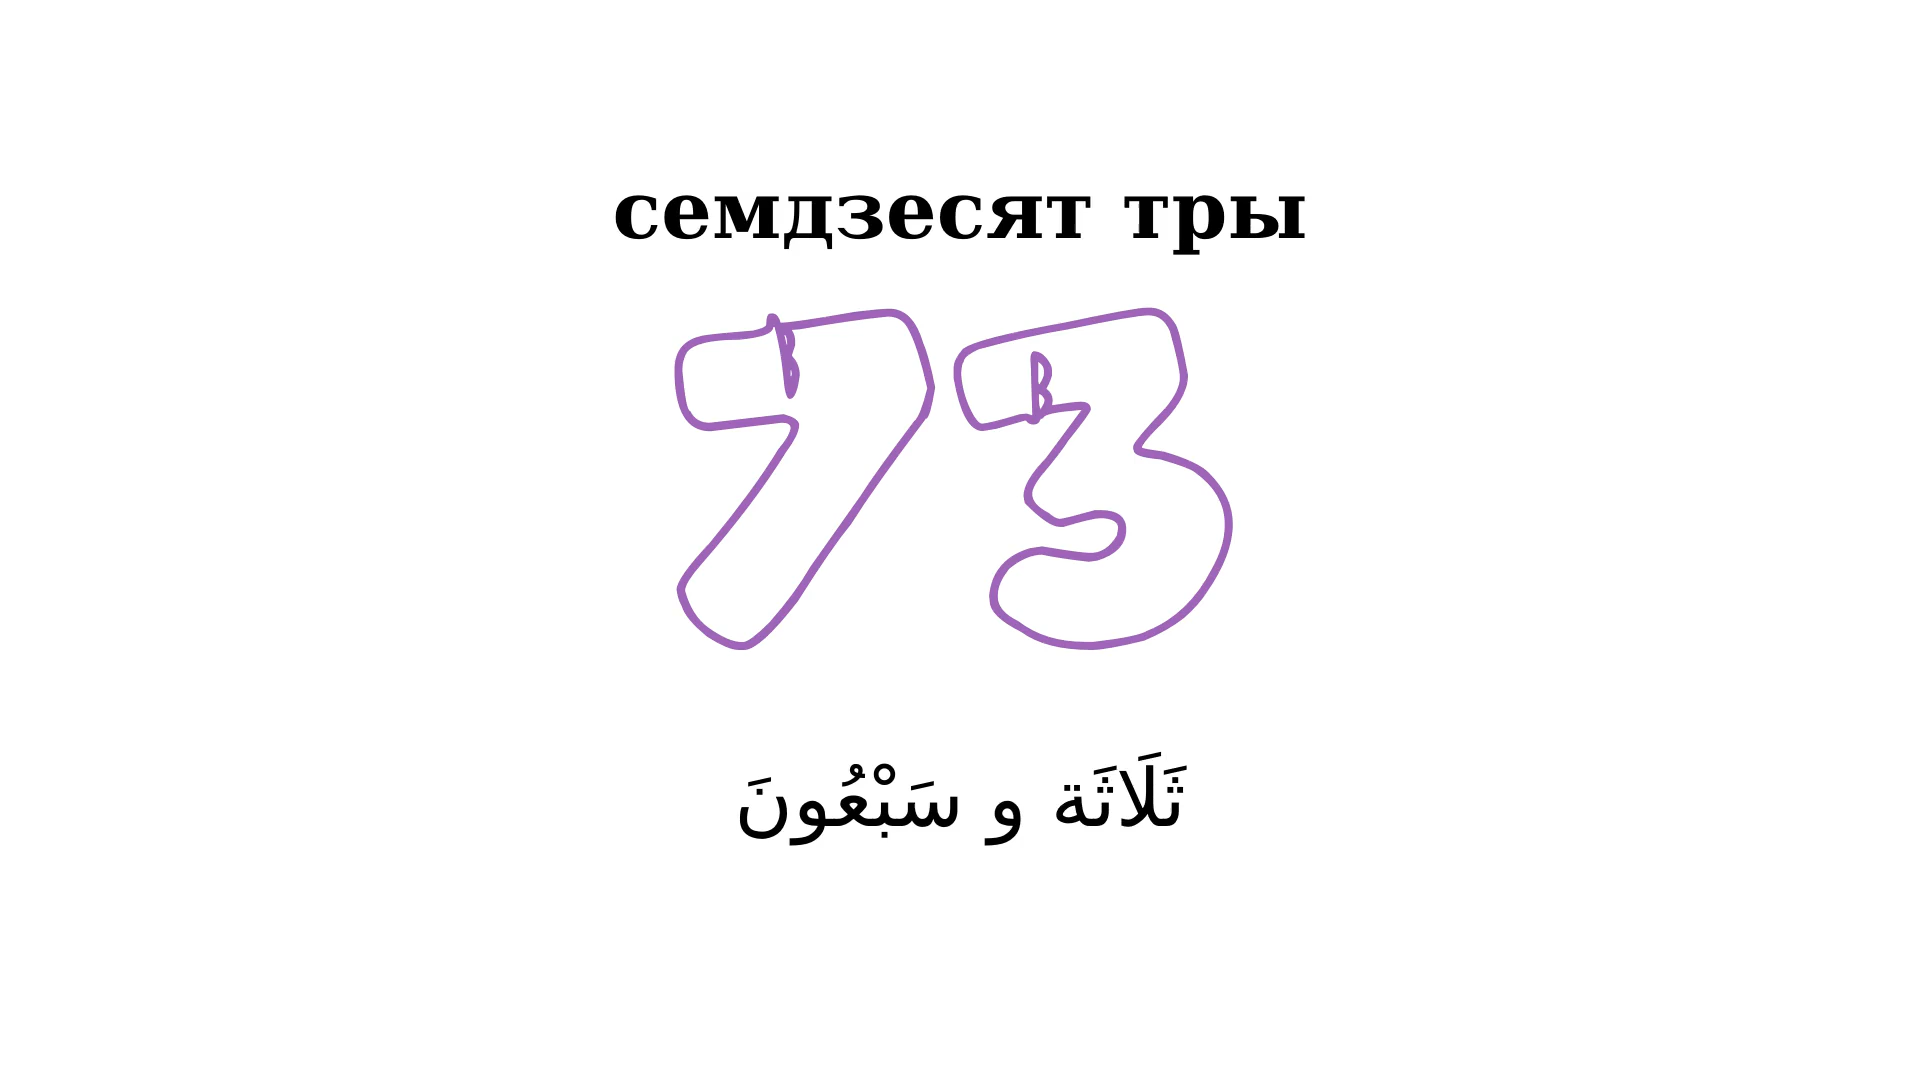 семдзесят тры
73
ثَلَاثَة و سَبْعُونَ